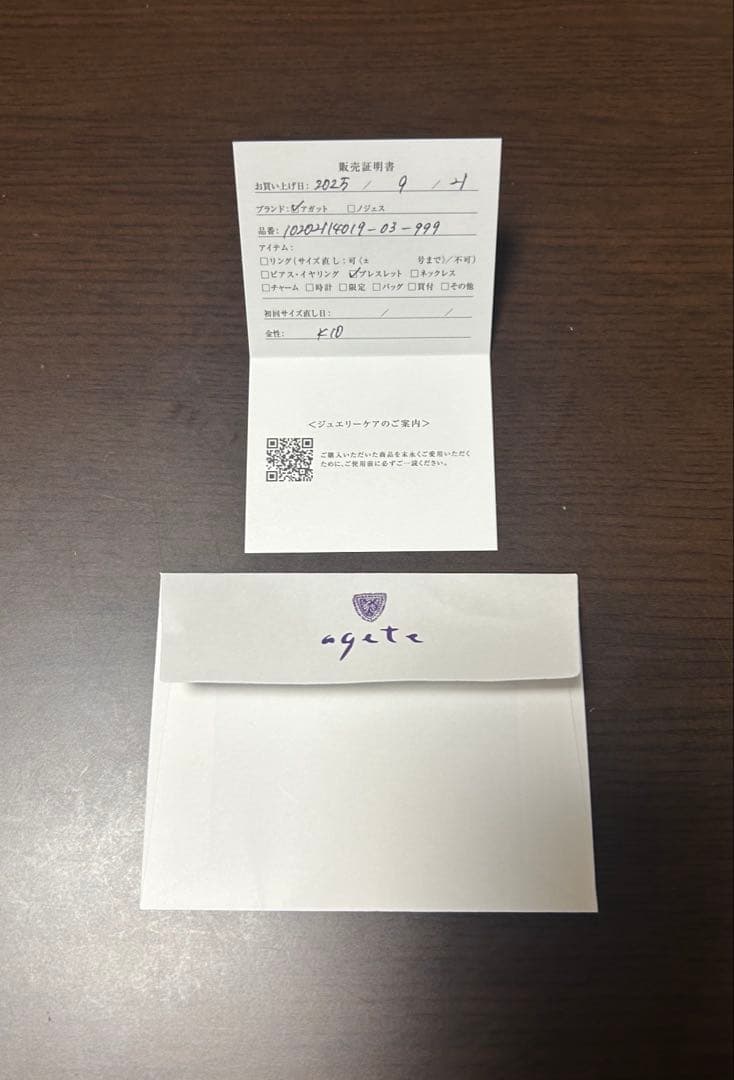 販売証明書
お買い上げ日: 2025 / 9 / 21
ブランド: ☑アガット □ノジェス
品番: 10202114019-03-999
アイテム:
□リング(サイズ直し: 可(± 号まで)/不可)
□ピアス・イヤリング ☑ブレスレット □ネックレス
□チャーム □時計 □限定 □バッグ □買付 □その他
初回サイズ直し日: / /
金性: K10
<ジュエリーケアのご案内>
ご購入いただいた商品を末永くご愛用いただく
ために、ご使用前に必ずご一読ください。
agete